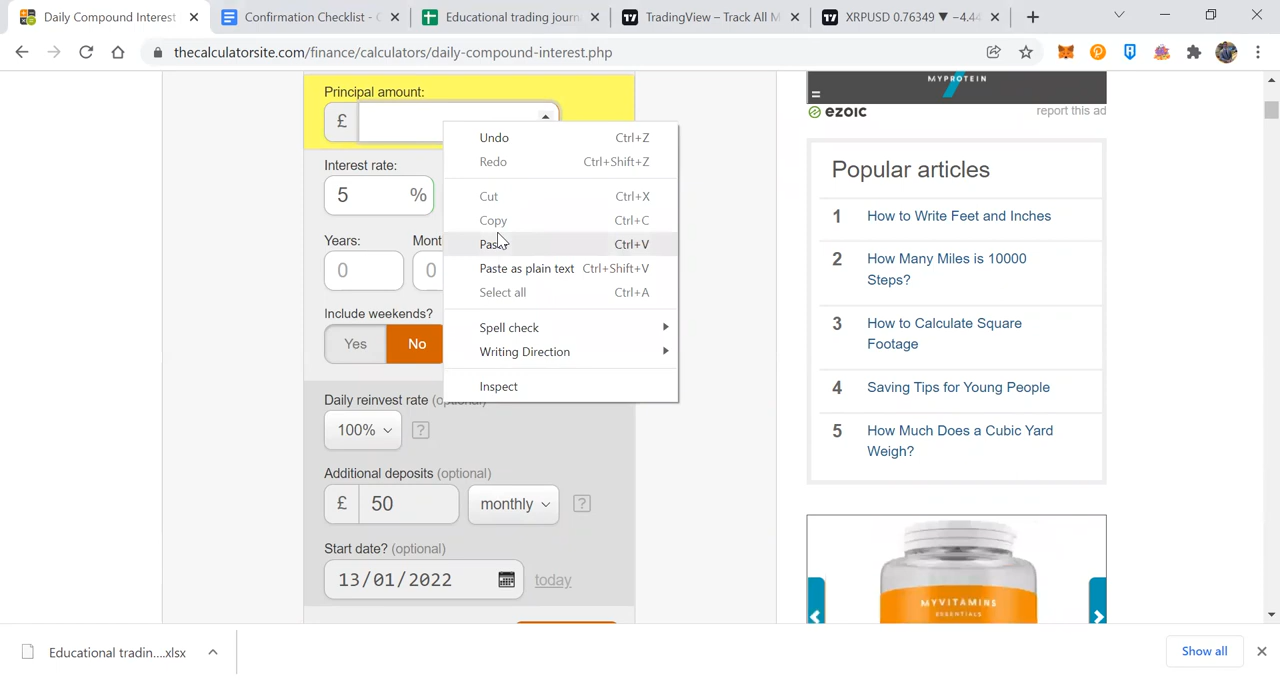 Daily Compound Interest
Confirmation Checklist - C
Educational trading journ
TradingView – Track All M
XRPUSD 0.76349 ▼ −4.44
thecalculatorsite.com/finance/calculators/daily-compound-interest.php
Principal amount:
£
Undo Ctrl+Z
Redo Ctrl+Shift+Z
Cut Ctrl+X
Copy Ctrl+C
Paste Ctrl+V
Paste as plain text Ctrl+Shift+V
Select all Ctrl+A
Spell check
Writing Direction
Inspect
Interest rate:
5 %
Years: Mont
0 0
Include weekends?
Yes No
Daily reinvest rate (optional)
100% ?
Additional deposits (optional)
£ 50 monthly ?
Start date? (optional)
13/01/2022 today
MYPROTEIN
ezoic report this ad
Popular articles
1 How to Write Feet and Inches
2 How Many Miles is 10000
Steps?
3 How to Calculate Square
Footage
4 Saving Tips for Young People
5 How Much Does a Cubic Yard
Weigh?
MYVITAMINS
ESSENTIALS
Educational tradin....xlsx
Show all